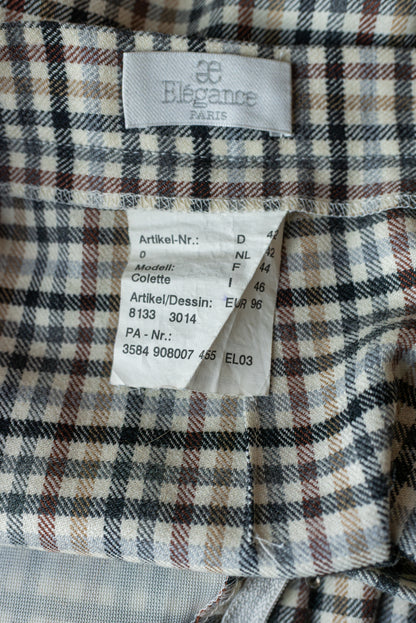 æ
Elégance
PARIS
Artikel-Nr.: D 42
0 NL 42
Modell: F 44
Colette I 46
Artikel/Dessin: EUR 96
8133 3014
PA - Nr.:
3584 908007 455 EL03